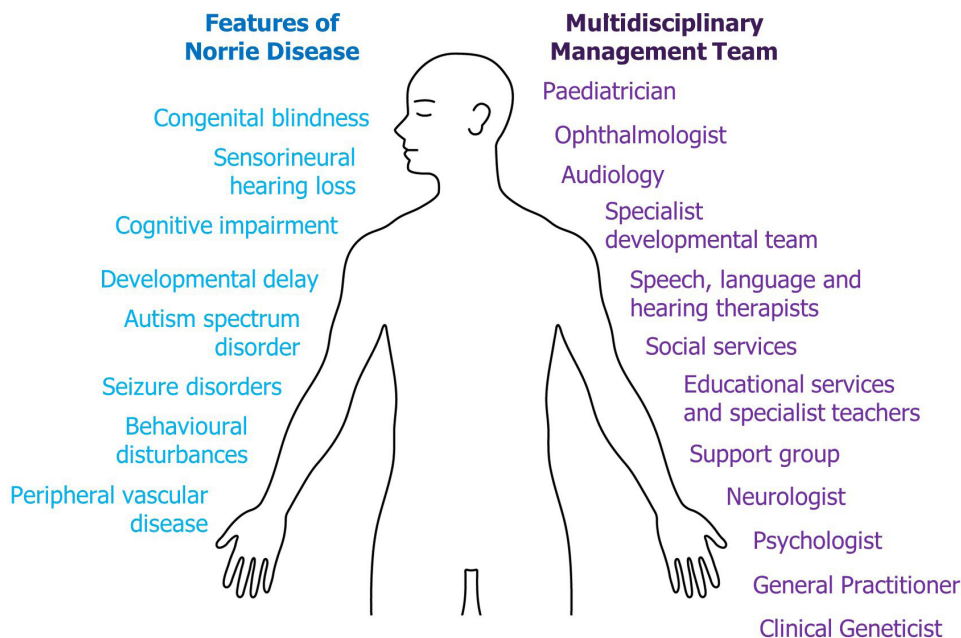 Features of
Norrie Disease
Congenital blindness
Sensorineural
hearing loss
Cognitive impairment
Developmental delay
Autism spectrum
disorder
Seizure disorders
Behavioural
disturbances
Peripheral vascular
disease
Multidisciplinary
Management Team
Paediatrician
Ophthalmologist
Audiology
Specialist
developmental team
Speech, language and
hearing therapists
Social services
Educational services
and specialist teachers
Support group
Neurologist
Psychologist
General Practitioner
Clinical Geneticist